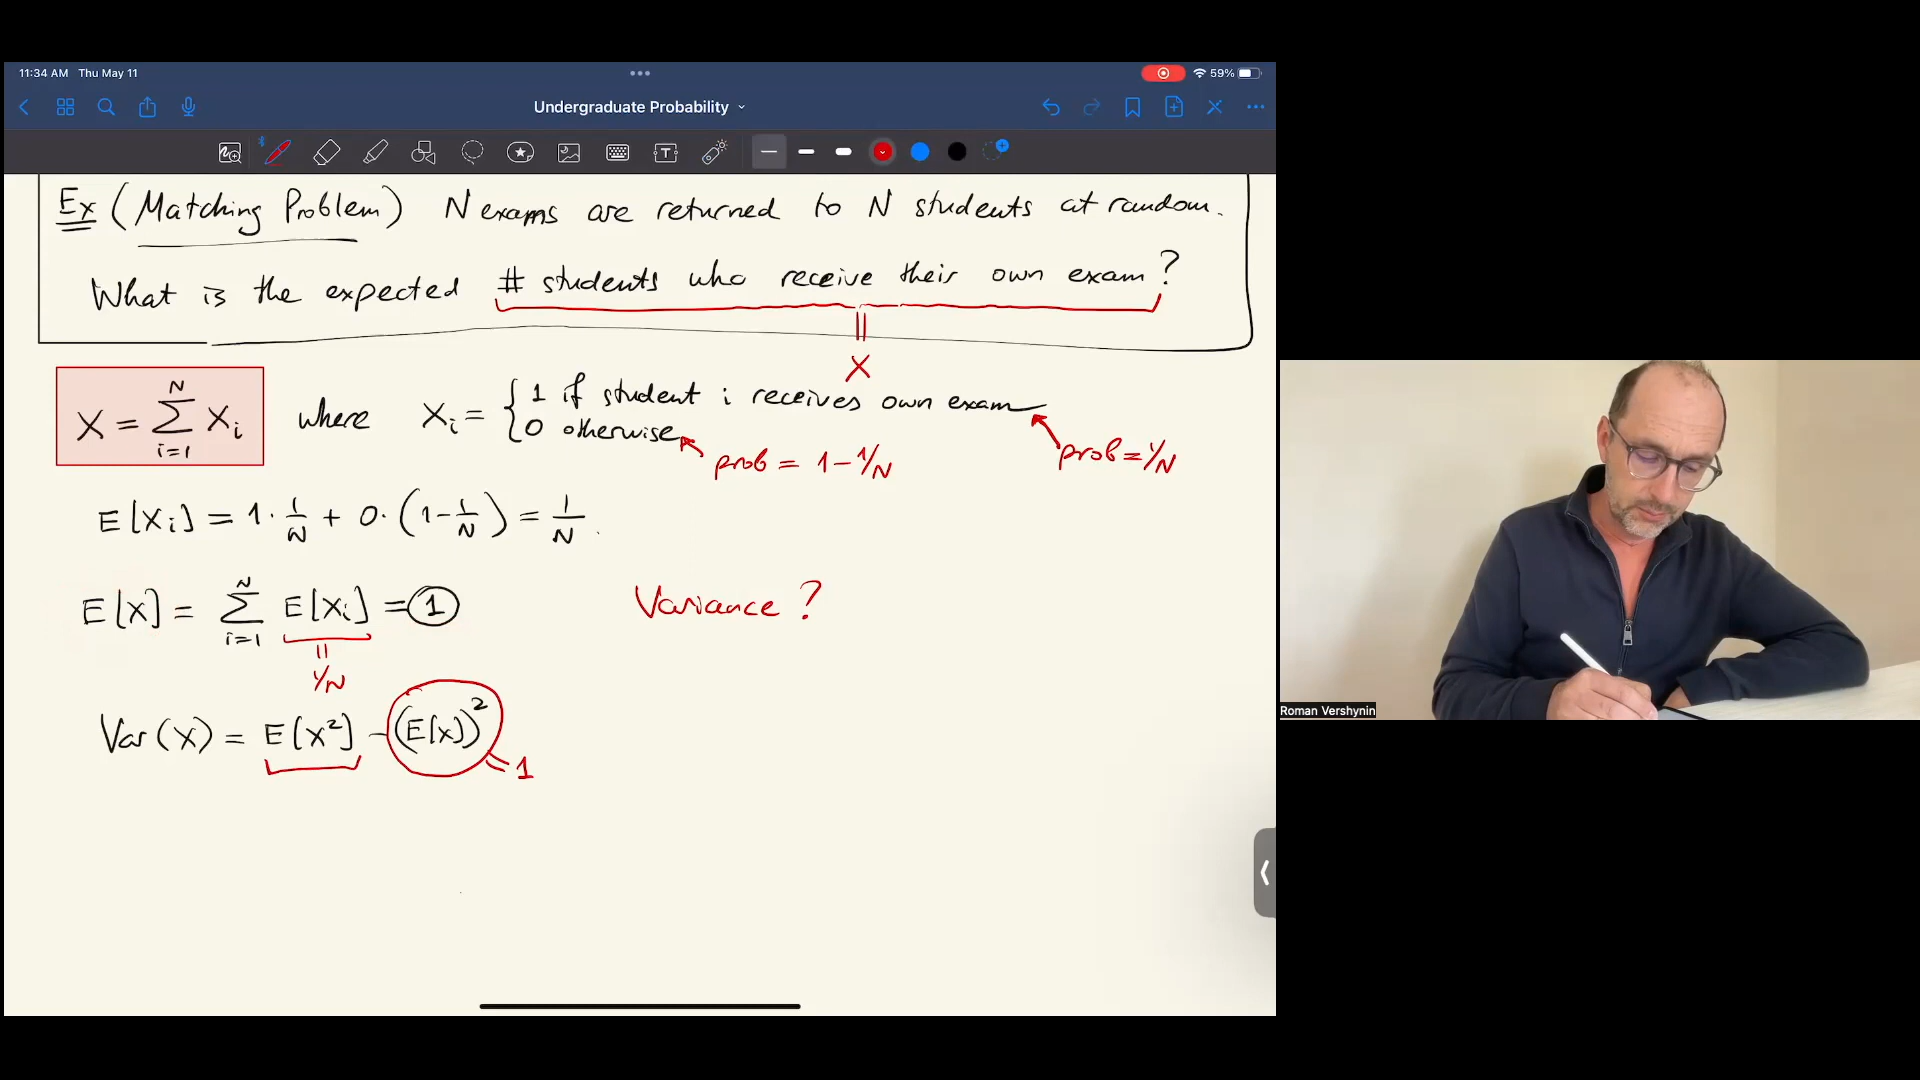 11:34 AM Thu May 11
59%
Undergraduate Probability
Ex (Matching Problem) N exams are returned to N students at random.
What is the expected # students who receive their own exam?
= X
X = ∑_{i=1}^{N} X_i where X_i = { 1 if student i receives own exam
0 otherwise
prob = 1 - 1/N
prob = 1/N
E[X_i] = 1 · 1/N + 0 · (1 - 1/N) = 1/N .
E[X] = ∑_{i=1}^{N} E[X_i] = 1
= 1/N
Variance ?
Var(X) = E[X²] - (E[X])²
= 1
Roman Vershynin